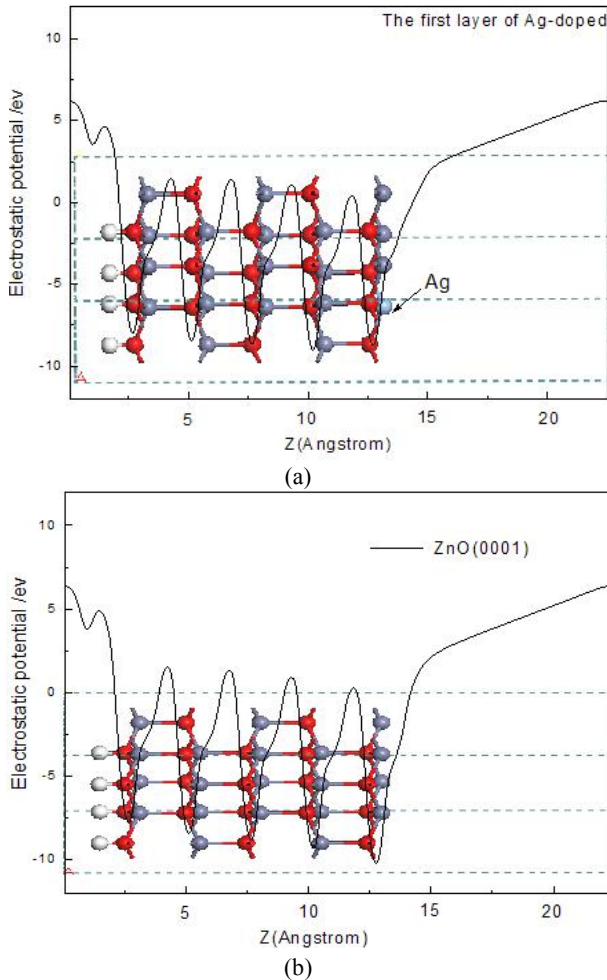 The first layer of Ag-doped
10
5
0
-5
-10
Electrostatic potential /ev
Ag
5
10
15
20
Z(Angstrom)
(a)
ZnO(0001)
10
5
0
-5
-10
Electrostatic potential /ev
5
10
15
20
Z(Angstrom)
(b)